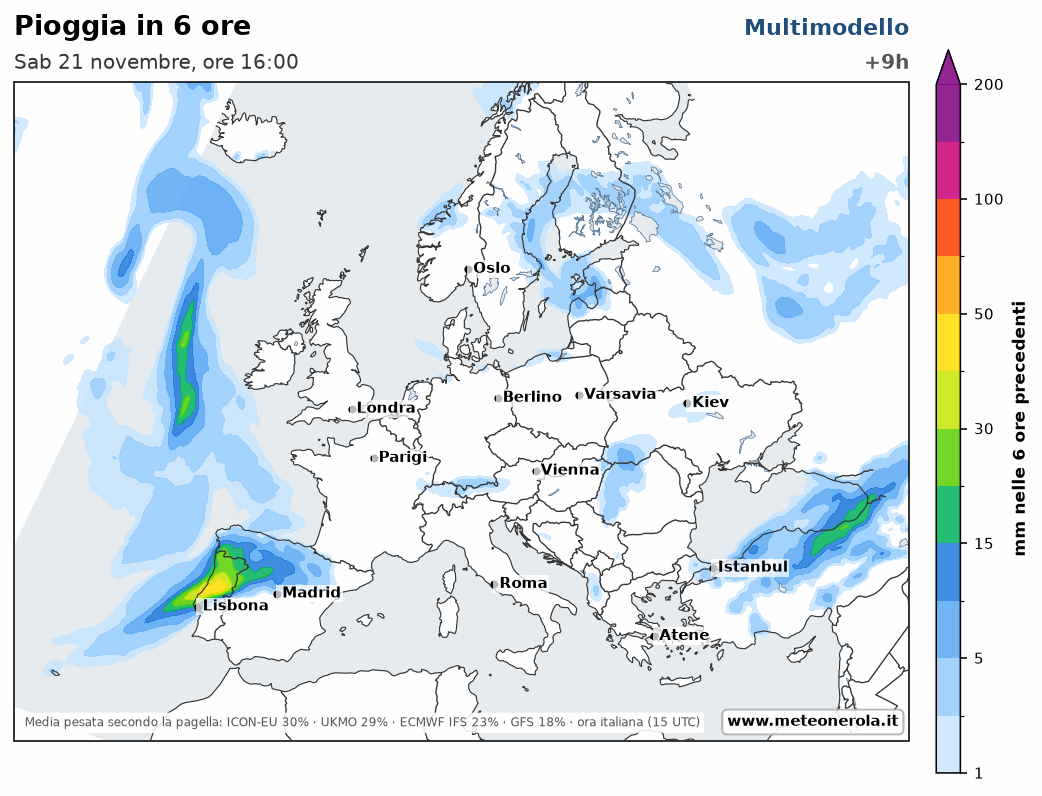 Pioggia in 6 ore
Multimodello
Sab 21 novembre, ore 16:00
+9h
200
100
50
30
15
5
1
mm nelle 6 ore precedenti
Oslo
Londra
Berlino
Varsavia
Kiev
Parigi
Vienna
Istanbul
Roma
Madrid
Lisbona
Atene
Media pesata secondo la pagella: ICON-EU 30% · UKMO 29% · ECMWF IFS 23% · GFS 18% · ora italiana (15 UTC)
www.meteonerola.it